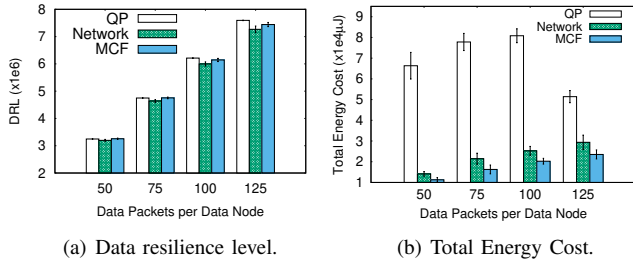 DRL (x1e6)
8
7
6
5
4
3
2
QP
Network
MCF
50 75 100 125
Data Packets per Data Node
(a) Data resilience level.
Total Energy Cost (x1e4μJ)
9
8
7
6
5
4
3
2
1
QP
Network
MCF
50 75 100 125
Data Packets per Data Node
(b) Total Energy Cost.